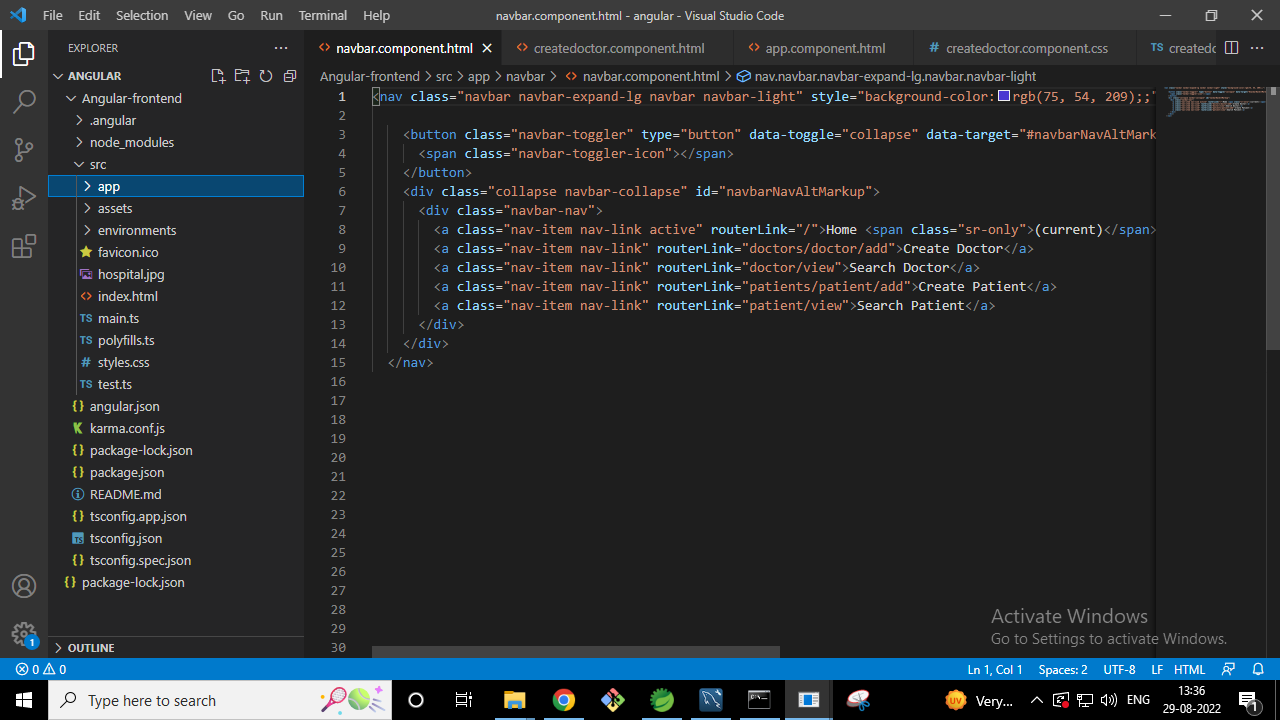 File Edit Selection View Go Run Terminal Help navbar.component.html - angular - Visual Studio Code
EXPLORER
ANGULAR
Angular-frontend
.angular
node_modules
src
app
assets
environments
favicon.ico
hospital.jpg
index.html
TS main.ts
TS polyfills.ts
# styles.css
TS test.ts
{} angular.json
karma.conf.js
{} package-lock.json
{} package.json
README.md
{} tsconfig.app.json
TS tsconfig.json
{} tsconfig.spec.json
{} package-lock.json
OUTLINE
<> navbar.component.html <> createdoctor.component.html <> app.component.html # createdoctor.component.css TS createdc
Angular-frontend > src > app > navbar > <> navbar.component.html > nav.navbar.navbar-expand-lg.navbar.navbar-light
1 <nav class="navbar navbar-expand-lg navbar navbar-light" style="background-color: rgb(75, 54, 209);;"
2
3 <button class="navbar-toggler" type="button" data-toggle="collapse" data-target="#navbarNavAltMark
4 <span class="navbar-toggler-icon"></span>
5 </button>
6 <div class="collapse navbar-collapse" id="navbarNavAltMarkup">
7 <div class="navbar-nav">
8 <a class="nav-item nav-link active" routerLink="/">Home <span class="sr-only">(current)</span>
9 <a class="nav-item nav-link" routerLink="doctors/doctor/add">Create Doctor</a>
10 <a class="nav-item nav-link" routerLink="doctor/view">Search Doctor</a>
11 <a class="nav-item nav-link" routerLink="patients/patient/add">Create Patient</a>
12 <a class="nav-item nav-link" routerLink="patient/view">Search Patient</a>
13 </div>
14 </div>
15 </nav>
16
17
18
19
20
21
22
23
24
25
26
27
28
29
30
Activate Windows
Go to Settings to activate Windows.
1
0 0 Ln 1, Col 1 Spaces: 2 UTF-8 LF HTML
Type here to search
UV Very... ENG 13:36
29-08-2022
1